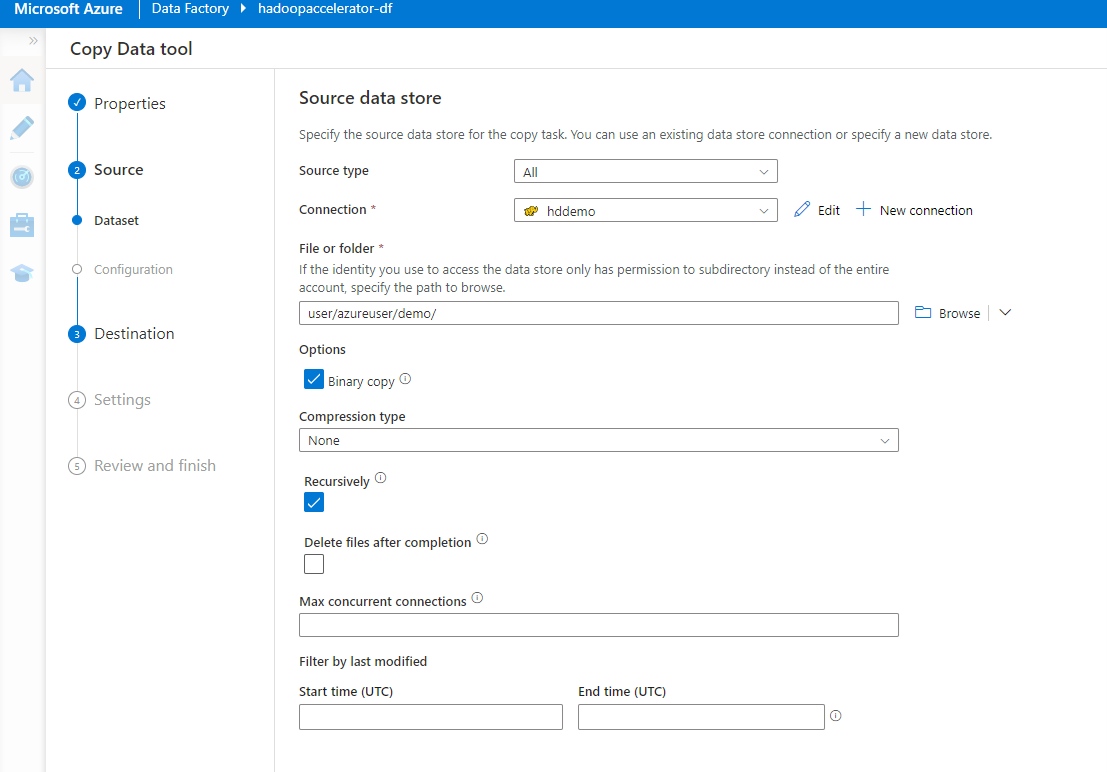 Microsoft Azure Data Factory hadoopaccelerator-df
Copy Data tool
Properties
2 Source
Dataset
Configuration
3 Destination
4 Settings
5 Review and finish
Source data store
Specify the source data store for the copy task. You can use an existing data store connection or specify a new data store.
Source type All
Connection * hddemo Edit New connection
File or folder *
If the identity you use to access the data store only has permission to subdirectory instead of the entire
account, specify the path to browse.
user/azureuser/demo/ Browse
Options
Binary copy
Compression type
None
Recursively
Delete files after completion
Max concurrent connections
Filter by last modified
Start time (UTC) End time (UTC)